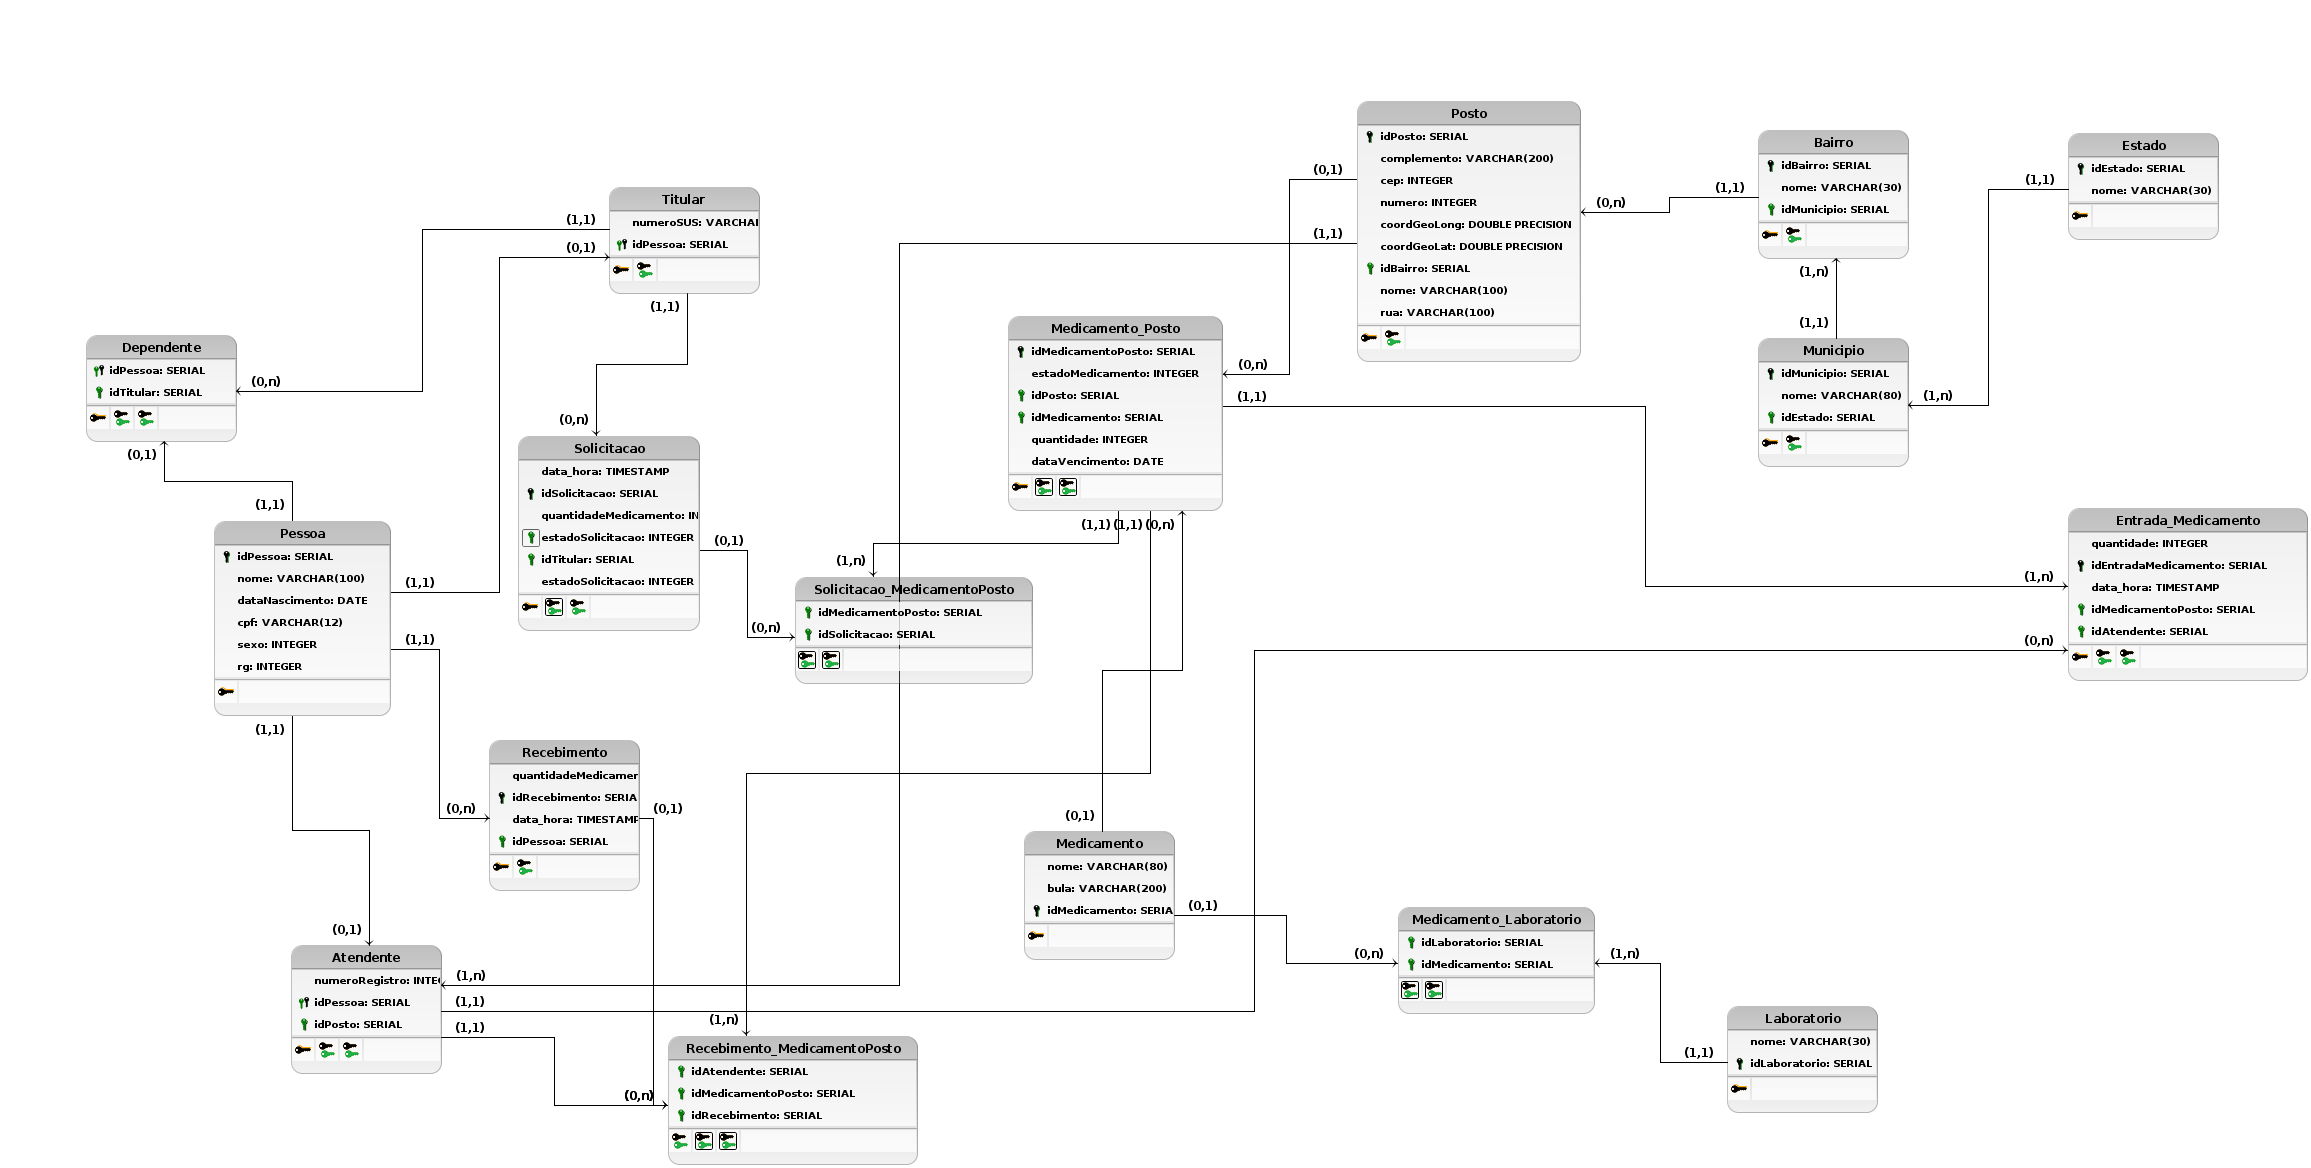 Posto
idPosto: SERIAL
complemento: VARCHAR(200)
cep: INTEGER
numero: INTEGER
coordGeoLong: DOUBLE PRECISION
coordGeoLat: DOUBLE PRECISION
idBairro: SERIAL
nome: VARCHAR(100)
rua: VARCHAR(100)
(0,1)
(1,1)
Bairro
idBairro: SERIAL
nome: VARCHAR(30)
idMunicipio: SERIAL
(1,1)
(0,n)
(1,n)
Estado
idEstado: SERIAL
nome: VARCHAR(30)
(1,1)
Titular
numeroSUS: VARCHAI
idPessoa: SERIAL
(1,1)
(0,1)
(1,1)
Medicamento_Posto
idMedicamentoPosto: SERIAL
estadoMedicamento: INTEGER
idPosto: SERIAL
idMedicamento: SERIAL
quantidade: INTEGER
dataVencimento: DATE
(0,n)
(1,1)
(1,1) (1,1) (0,n)
Municipio
idMunicipio: SERIAL
nome: VARCHAR(80)
idEstado: SERIAL
(1,1)
(1,n)
Dependente
idPessoa: SERIAL
idTitular: SERIAL
(0,n)
(0,1)
Solicitacao
data_hora: TIMESTAMP
idSolicitacao: SERIAL
quantidadeMedicamento: IN
estadoSolicitacao: INTEGER
idTitular: SERIAL
estadoSolicitacao: INTEGER
(0,n)
(0,1)
Pessoa
idPessoa: SERIAL
nome: VARCHAR(100)
dataNascimento: DATE
cpf: VARCHAR(12)
sexo: INTEGER
rg: INTEGER
(1,1)
(1,1)
(1,1)
(1,1)
Entrada_Medicamento
quantidade: INTEGER
idEntradaMedicamento: SERIAL
data_hora: TIMESTAMP
idMedicamentoPosto: SERIAL
idAtendente: SERIAL
(1,n)
(0,n)
Solicitacao_MedicamentoPosto
idMedicamentoPosto: SERIAL
idSolicitacao: SERIAL
(1,n)
(0,n)
Recebimento
quantidadeMedicamer
idRecebimento: SERIA
data_hora: TIMESTAMP
idPessoa: SERIAL
(0,n)
(0,1)
Medicamento
nome: VARCHAR(80)
bula: VARCHAR(200)
idMedicamento: SERIA
(0,1)
(0,1)
Medicamento_Laboratorio
idLaboratorio: SERIAL
idMedicamento: SERIAL
(0,n)
(1,n)
Atendente
numeroRegistro: INTE
idPessoa: SERIAL
idPosto: SERIAL
(0,1)
(1,n)
(1,1)
(1,1)
Laboratorio
nome: VARCHAR(30)
idLaboratorio: SERIAL
(1,1)
Recebimento_MedicamentoPosto
idAtendente: SERIAL
idMedicamentoPosto: SERIAL
idRecebimento: SERIAL
(1,n)
(0,n)